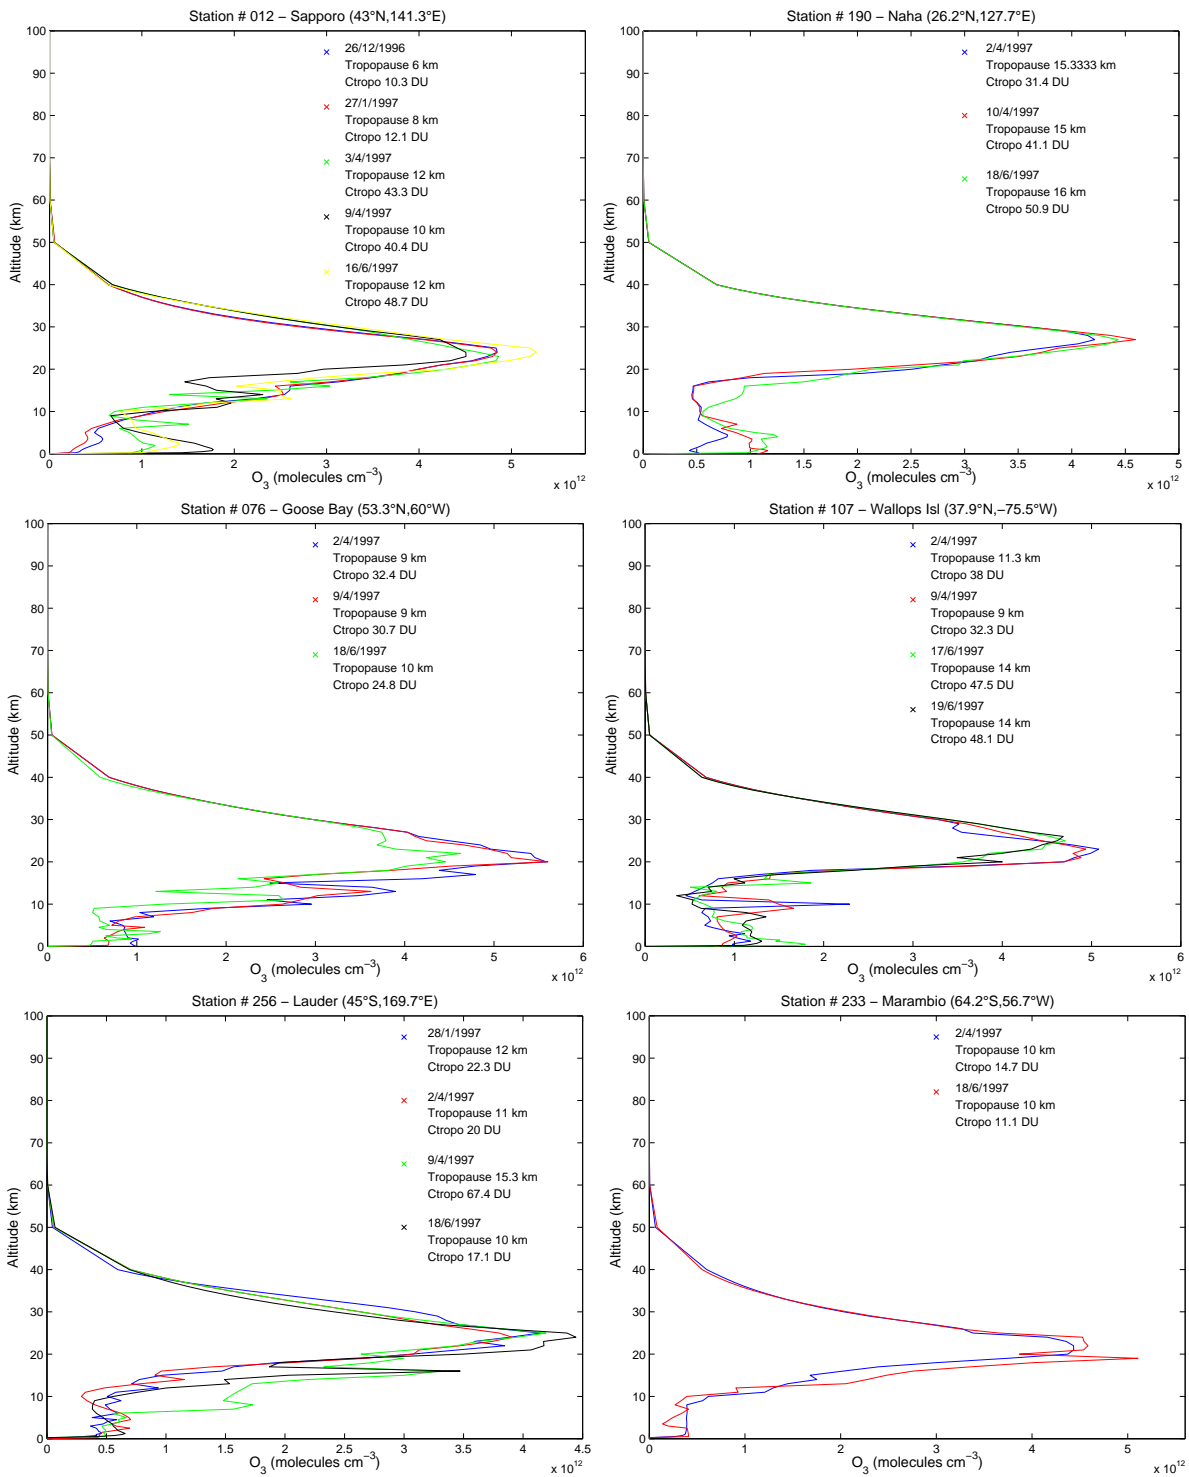 Station # 012 – Sapporo (43°N,141.3°E)
100
90
80
70
60
50
40
30
20
10
0
Altitude (km)
26/12/1996
Tropopause 6 km
Ctropo 10.3 DU
27/1/1997
Tropopause 8 km
Ctropo 12.1 DU
3/4/1997
Tropopause 12 km
Ctropo 43.3 DU
9/4/1997
Tropopause 10 km
Ctropo 40.4 DU
16/6/1997
Tropopause 12 km
Ctropo 48.7 DU
0 1 2 3 4 5
O3 (molecules cm−3)
x 10^12
Station # 190 – Naha (26.2°N,127.7°E)
100
90
80
70
60
50
40
30
20
10
0
Altitude (km)
2/4/1997
Tropopause 15.3333 km
Ctropo 31.4 DU
10/4/1997
Tropopause 15 km
Ctropo 41.1 DU
18/6/1997
Tropopause 16 km
Ctropo 50.9 DU
0 0.5 1 1.5 2 2.5 3 3.5 4 4.5 5
O3 (molecules cm−3)
x 10^12
Station # 076 – Goose Bay (53.3°N,60°W)
100
90
80
70
60
50
40
30
20
10
0
Altitude (km)
2/4/1997
Tropopause 9 km
Ctropo 32.4 DU
9/4/1997
Tropopause 9 km
Ctropo 30.7 DU
18/6/1997
Tropopause 10 km
Ctropo 24.8 DU
0 1 2 3 4 5 6
O3 (molecules cm−3)
x 10^12
Station # 107 – Wallops Isl (37.9°N,−75.5°W)
100
90
80
70
60
50
40
30
20
10
0
Altitude (km)
2/4/1997
Tropopause 11.3 km
Ctropo 38 DU
9/4/1997
Tropopause 9 km
Ctropo 32.3 DU
17/6/1997
Tropopause 14 km
Ctropo 47.5 DU
19/6/1997
Tropopause 14 km
Ctropo 48.1 DU
0 1 2 3 4 5 6
O3 (molecules cm−3)
x 10^12
Station # 256 – Lauder (45°S,169.7°E)
100
90
80
70
60
50
40
30
20
10
0
Altitude (km)
28/1/1997
Tropopause 12 km
Ctropo 22.3 DU
2/4/1997
Tropopause 11 km
Ctropo 20 DU
9/4/1997
Tropopause 15.3 km
Ctropo 67.4 DU
18/6/1997
Tropopause 10 km
Ctropo 17.1 DU
0 0.5 1 1.5 2 2.5 3 3.5 4 4.5
O3 (molecules cm−3)
x 10^12
Station # 233 – Marambio (64.2°S,56.7°W)
100
90
80
70
60
50
40
30
20
10
0
Altitude (km)
2/4/1997
Tropopause 10 km
Ctropo 14.7 DU
18/6/1997
Tropopause 10 km
Ctropo 11.1 DU
0 1 2 3 4 5
O3 (molecules cm−3)
x 10^12